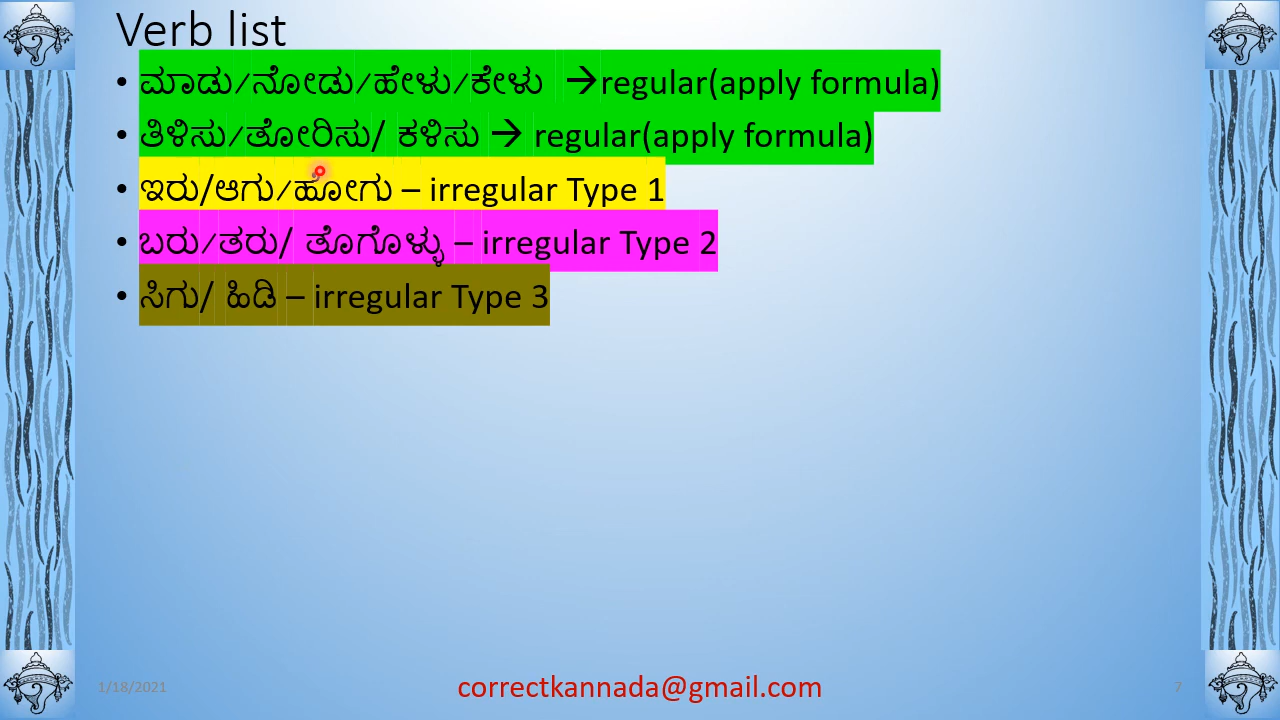 Verb list
• ಮಾಡು/ನೋಡು/ಹೇಳು/ಕೇಳು →regular(apply formula)
• ತಿಳಿಸು/ತೋರಿಸು/ ಕಳಿಸು → regular(apply formula)
• ಇರು/ಆಗು/ಹೋಗು – irregular Type 1
• ಬರು/ತರು/ ತೊಗೊಳ್ಳು – irregular Type 2
• ಸಿಗು/ ಹಿಡಿ – irregular Type 3
1/18/2021
correctkannada@gmail.com
7